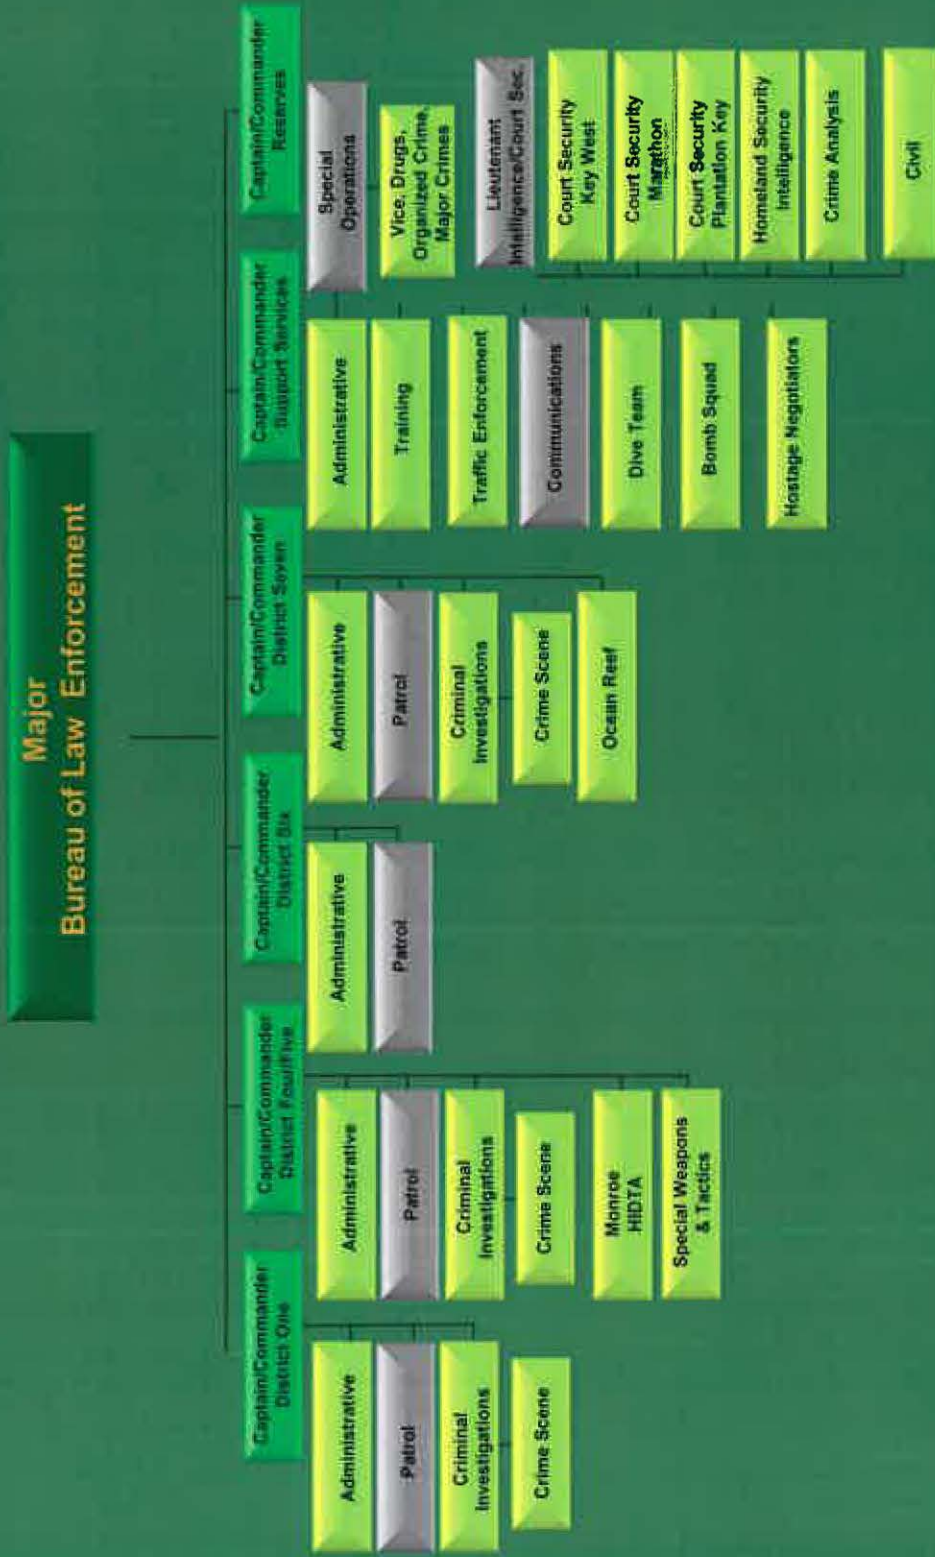 Major
Bureau of Law Enforcement
Captain/Commander
District One
Administrative
Patrol
Criminal
Investigations
Crime Scene
Captain/Commander
District Four/Five
Administrative
Patrol
Criminal
Investigations
Crime Scene
Monroe
HIDTA
Special Weapons
& Tactics
Captain/Commander
District Six
Administrative
Patrol
Captain/Commander
District Seven
Administrative
Patrol
Criminal
Investigations
Crime Scene
Ocean Reef
Captain/Commander
Support Services
Administrative
Training
Traffic Enforcement
Communications
Dive Team
Bomb Squad
Hostage Negotiators
Captain/Commander
Reserves
Special
Operations
Vice, Drugs,
Organized Crime,
Major Crimes
Lieutenant
Intelligence/Court Sec.
Court Security
Key West
Court Security
Marathon
Court Security
Plantation Key
Homeland Security
Intelligence
Crime Analysis
Civil